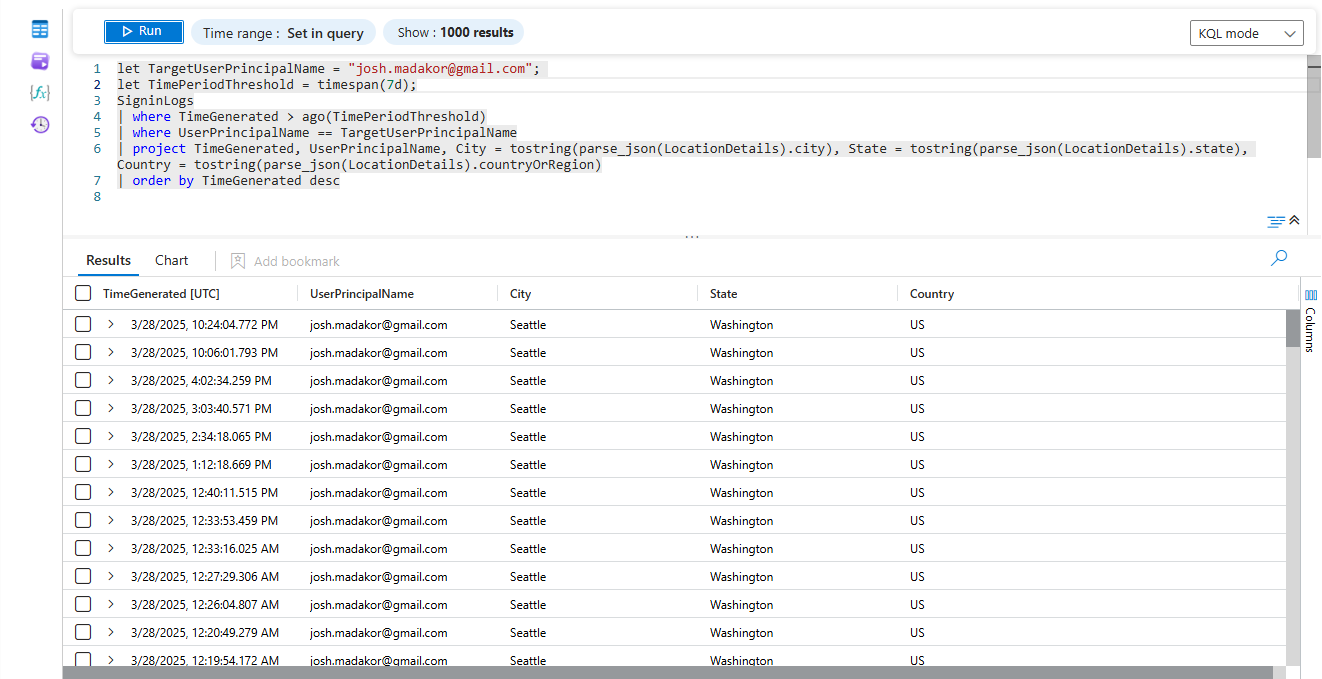 Run
Time range : Set in query
Show : 1000 results
KQL mode
1 let TargetUserPrincipalName = "josh.madakor@gmail.com";
2 let TimePeriodThreshold = timespan(7d);
3 SigninLogs
4 | where TimeGenerated > ago(TimePeriodThreshold)
5 | where UserPrincipalName == TargetUserPrincipalName
6 | project TimeGenerated, UserPrincipalName, City = tostring(parse_json(LocationDetails).city), State = tostring(parse_json(LocationDetails).state),
Country = tostring(parse_json(LocationDetails).countryOrRegion)
7 | order by TimeGenerated desc
8
Results Chart Add bookmark
TimeGenerated [UTC] UserPrincipalName City State Country
3/28/2025, 10:24:04.772 PM josh.madakor@gmail.com Seattle Washington US
3/28/2025, 10:06:01.793 PM josh.madakor@gmail.com Seattle Washington US
3/28/2025, 4:02:34.259 PM josh.madakor@gmail.com Seattle Washington US
3/28/2025, 3:03:40.571 PM josh.madakor@gmail.com Seattle Washington US
3/28/2025, 2:34:18.065 PM josh.madakor@gmail.com Seattle Washington US
3/28/2025, 1:12:18.669 PM josh.madakor@gmail.com Seattle Washington US
3/28/2025, 12:40:11.515 PM josh.madakor@gmail.com Seattle Washington US
3/28/2025, 12:33:53.459 PM josh.madakor@gmail.com Seattle Washington US
3/28/2025, 12:33:16.025 AM josh.madakor@gmail.com Seattle Washington US
3/28/2025, 12:27:29.306 AM josh.madakor@gmail.com Seattle Washington US
3/28/2025, 12:26:04.807 AM josh.madakor@gmail.com Seattle Washington US
3/28/2025, 12:20:49.279 AM josh.madakor@gmail.com Seattle Washington US
3/28/2025, 12:19:54.172 AM josh.madakor@gmail.com Seattle Washington US
Columns